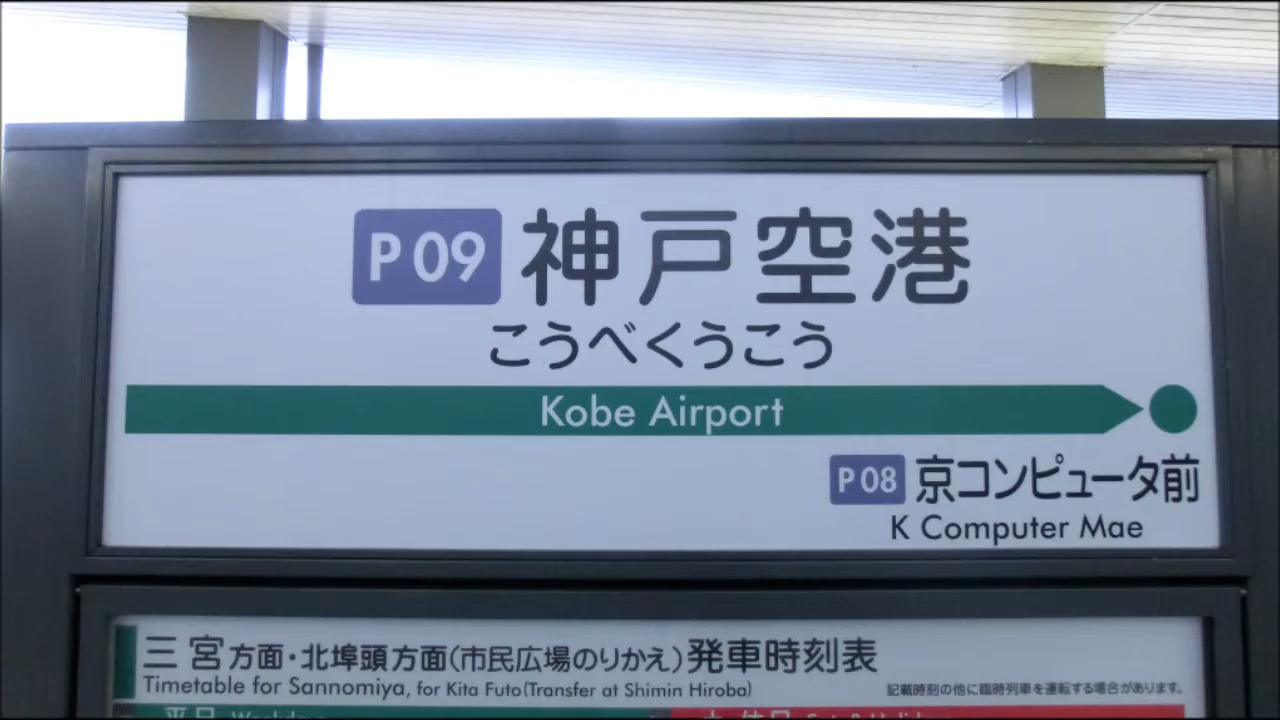 P 09 神戸空港
こうべくうこう
Kobe Airport
P 08 京コンピュータ前
K Computer Mae
三宮方面・北埠頭方面(市民広場のりかえ)発車時刻表
Timetable for Sannomiya, for Kita Futo(Transfer at Shimin Hiroba)
記載時刻の他に臨時列車を運転する場合があります。